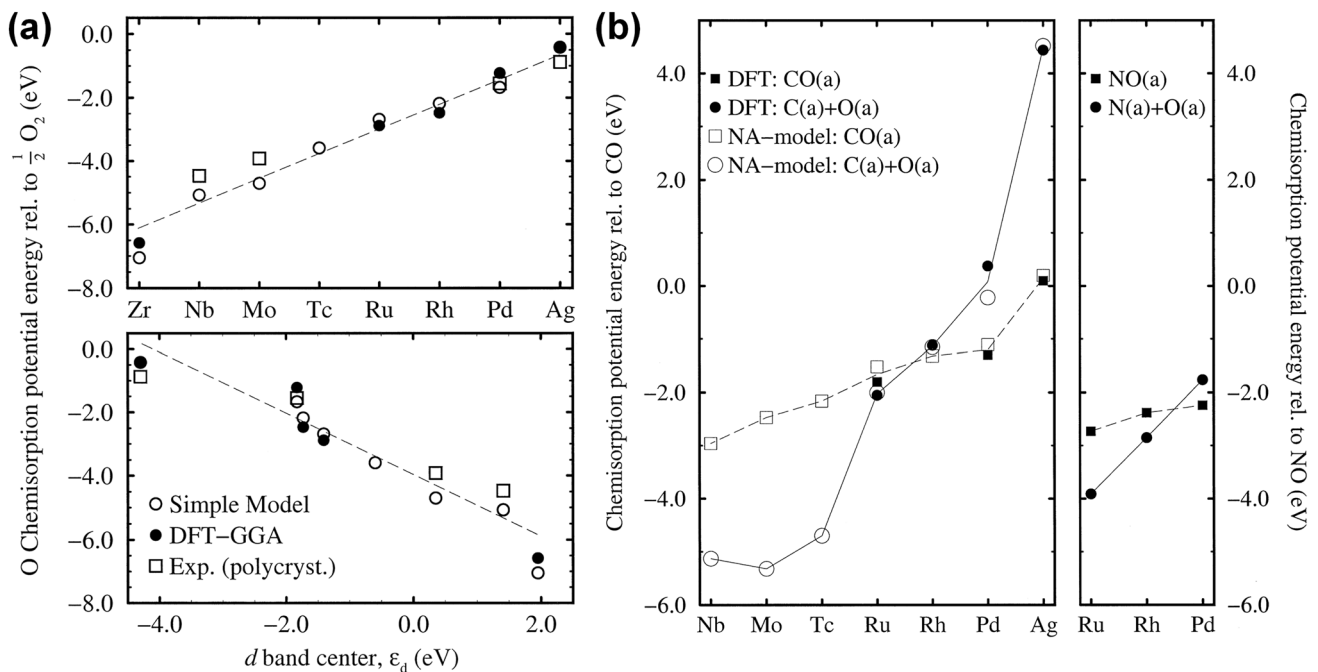 (a)
O Chemisorption potential energy rel. to 1/2 O₂ (eV)
0.0
−2.0
−4.0
−6.0
−8.0
Zr Nb Mo Tc Ru Rh Pd Ag
0.0
−2.0
−4.0
−6.0
−8.0
Simple Model
DFT−GGA
Exp. (polycryst.)
−4.0 −2.0 0.0 2.0
d band center, ε_d (eV)
(b)
Chemisorption potential energy rel. to CO (eV)
4.0
2.0
0.0
−2.0
−4.0
−6.0
DFT: CO(a)
DFT: C(a)+O(a)
NA−model: CO(a)
NA−model: C(a)+O(a)
Nb Mo Tc Ru Rh Pd Ag
NO(a)
N(a)+O(a)
Ru Rh Pd
4.0
2.0
0.0
−2.0
−4.0
−6.0
Chemisorption potential energy rel. to NO (eV)